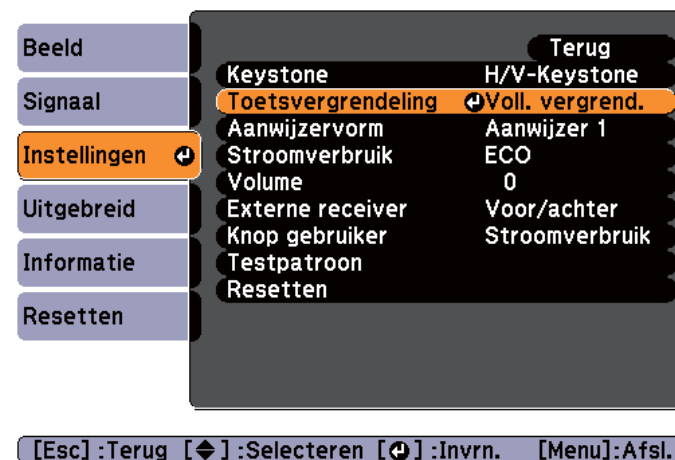 Beeld
Signaal
Instellingen
Uitgebreid
Informatie
Resetten
Terug
Keystone H/V-Keystone
Toetsvergrendeling Voll. vergrend.
Aanwijzervorm Aanwijzer 1
Stroomverbruik ECO
Volume 0
Externe receiver Voor/achter
Knop gebruiker Stroomverbruik
Testpatroon
Resetten
[Esc] :Terug [◆] :Selecteren [⏎] :Invrn. [Menu]:Afsl.